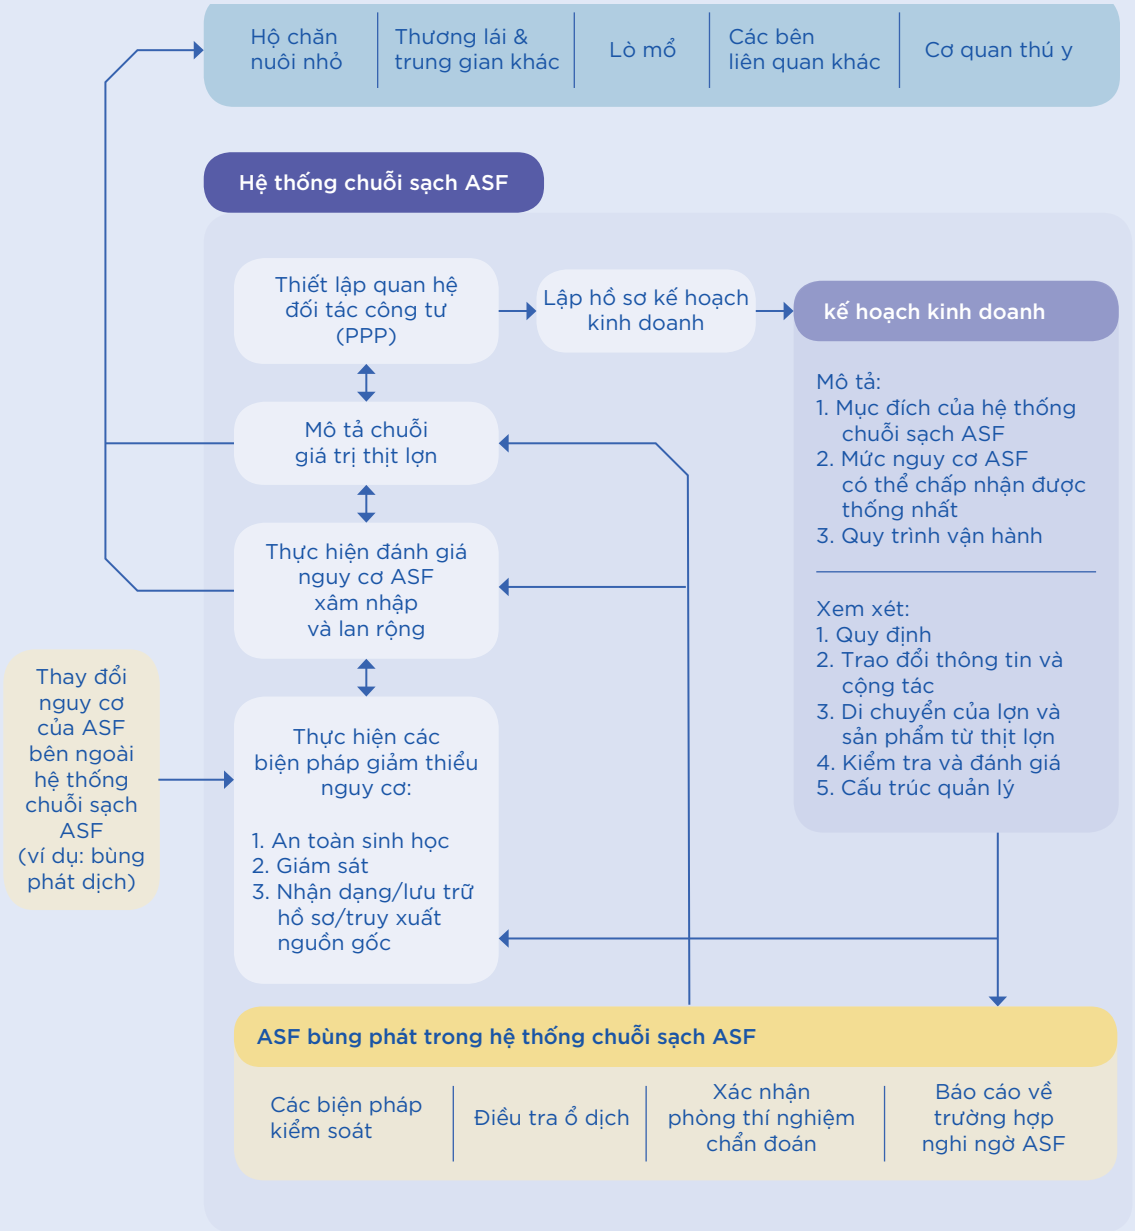 Hộ chăn
nuôi nhỏ
Thương lái &
trung gian khác
Lò mổ
Các bên
liên quan khác
Cơ quan thú y
Hệ thống chuỗi sạch ASF
Thiết lập quan hệ
đối tác công tư
(PPP)
Lập hồ sơ kế hoạch
kinh doanh
kế hoạch kinh doanh
Mô tả:
1. Mục đích của hệ thống
chuỗi sạch ASF
2. Mức nguy cơ ASF
có thể chấp nhận được
thống nhất
3. Quy trình vận hành
Xem xét:
1. Quy định
2. Trao đổi thông tin và
cộng tác
3. Di chuyển của lợn và
sản phẩm từ thịt lợn
4. Kiểm tra và đánh giá
5. Cấu trúc quản lý
Mô tả chuỗi
giá trị thịt lợn
Thực hiện đánh giá
nguy cơ ASF
xâm nhập
và lan rộng
Thay đổi
nguy cơ
của ASF
bên ngoài
hệ thống
chuỗi sạch
ASF
(ví dụ: bùng
phát dịch)
Thực hiện các
biện pháp giảm thiểu
nguy cơ:
1. An toàn sinh học
2. Giám sát
3. Nhận dạng/lưu trữ
hồ sơ/truy xuất
nguồn gốc
ASF bùng phát trong hệ thống chuỗi sạch ASF
Các biện pháp
kiểm soát
Điều tra ổ dịch
Xác nhận
phòng thí nghiệm
chẩn đoán
Báo cáo về
trường hợp
nghi ngờ ASF